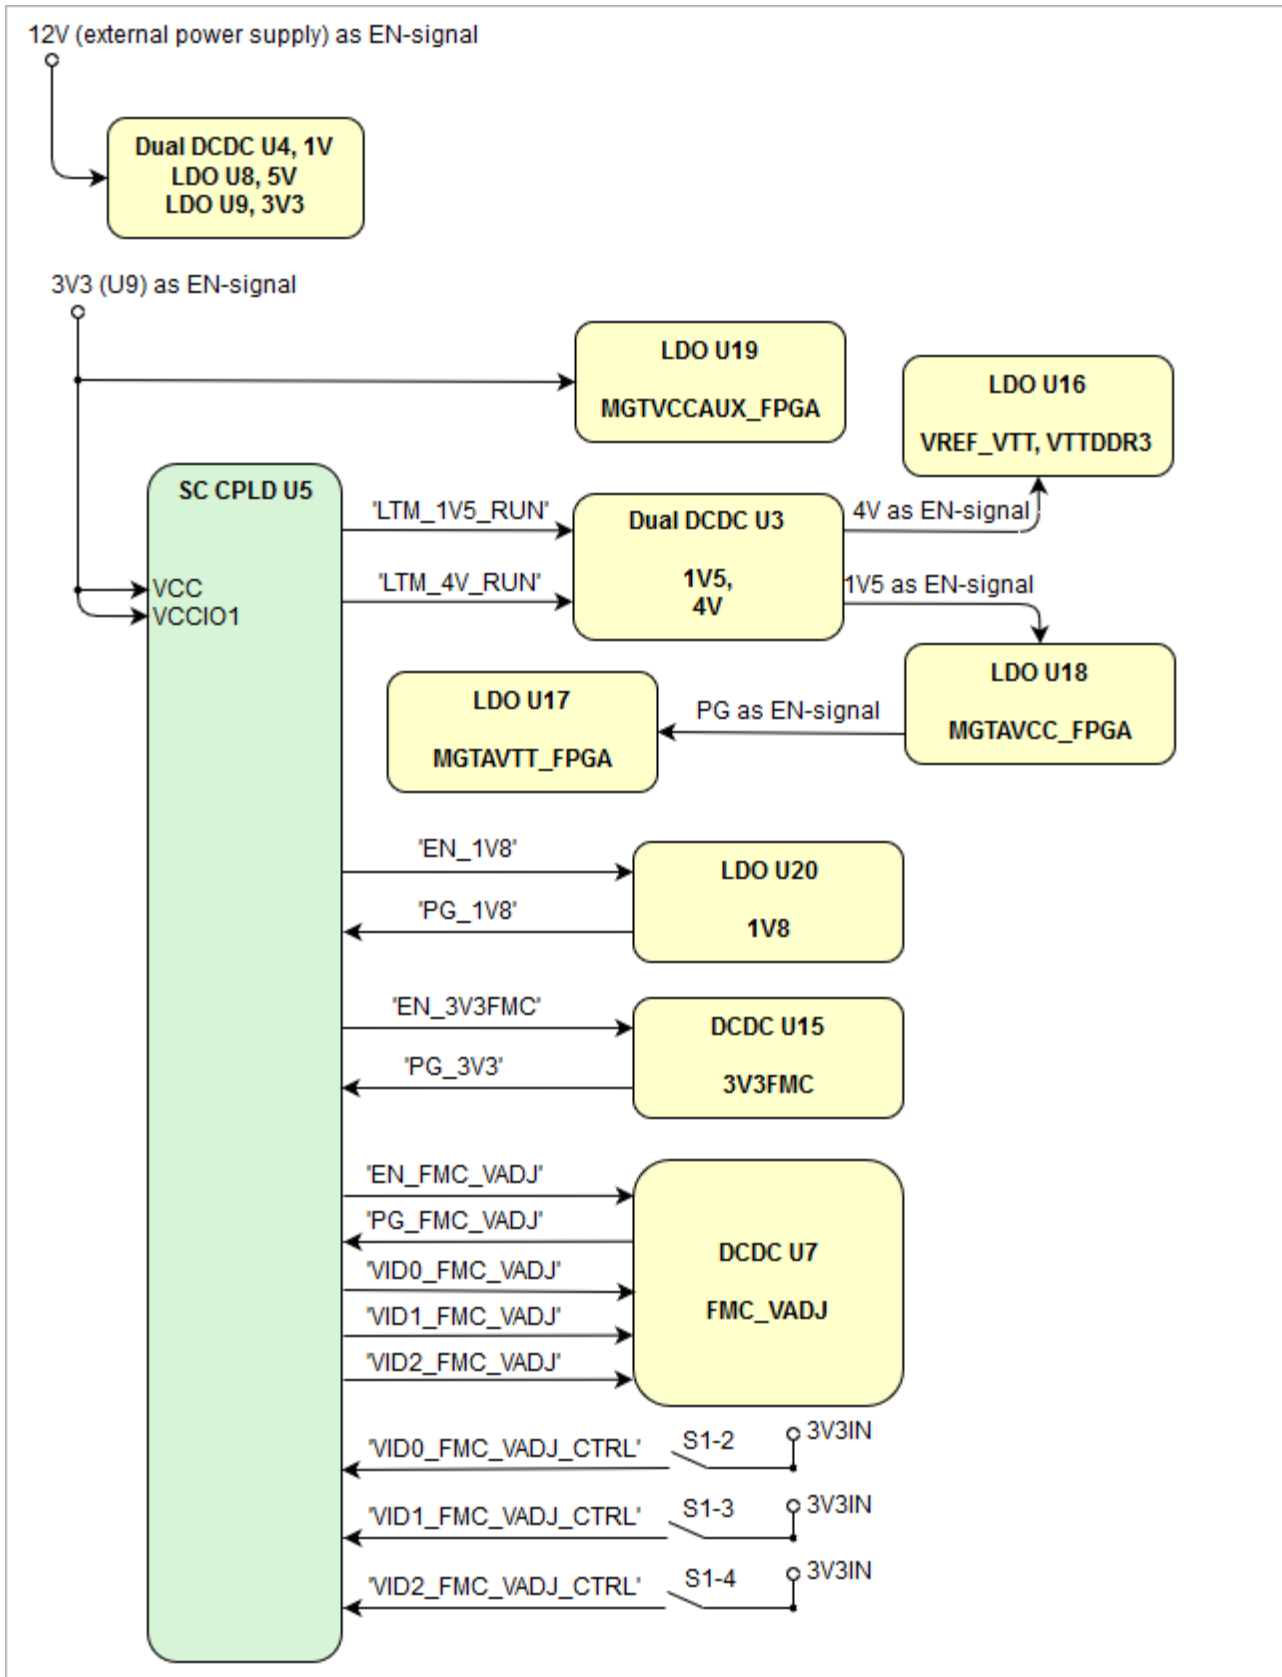 12V (external power supply) as EN-signal
Dual DCDC U4, 1V
LDO U8, 5V
LDO U9, 3V3
3V3 (U9) as EN-signal
LDO U19
MGTVCCAUX_FPGA
LDO U16
VREF_VTT, VTTDDR3
SC CPLD U5
'LTM_1V5_RUN'
Dual DCDC U3
4V as EN-signal
1V5,
4V
'LTM_4V_RUN'
1V5 as EN-signal
VCC
VCCIO1
LDO U18
MGTAVCC_FPGA
PG as EN-signal
LDO U17
MGTAVTT_FPGA
'EN_1V8'
LDO U20
'PG_1V8'
1V8
'EN_3V3FMC'
DCDC U15
'PG_3V3'
3V3FMC
'EN_FMC_VADJ'
'PG_FMC_VADJ'
DCDC U7
'VID0_FMC_VADJ'
FMC_VADJ
'VID1_FMC_VADJ'
'VID2_FMC_VADJ'
'VID0_FMC_VADJ_CTRL' S1-2 3V3IN
'VID1_FMC_VADJ_CTRL' S1-3 3V3IN
'VID2_FMC_VADJ_CTRL' S1-4 3V3IN